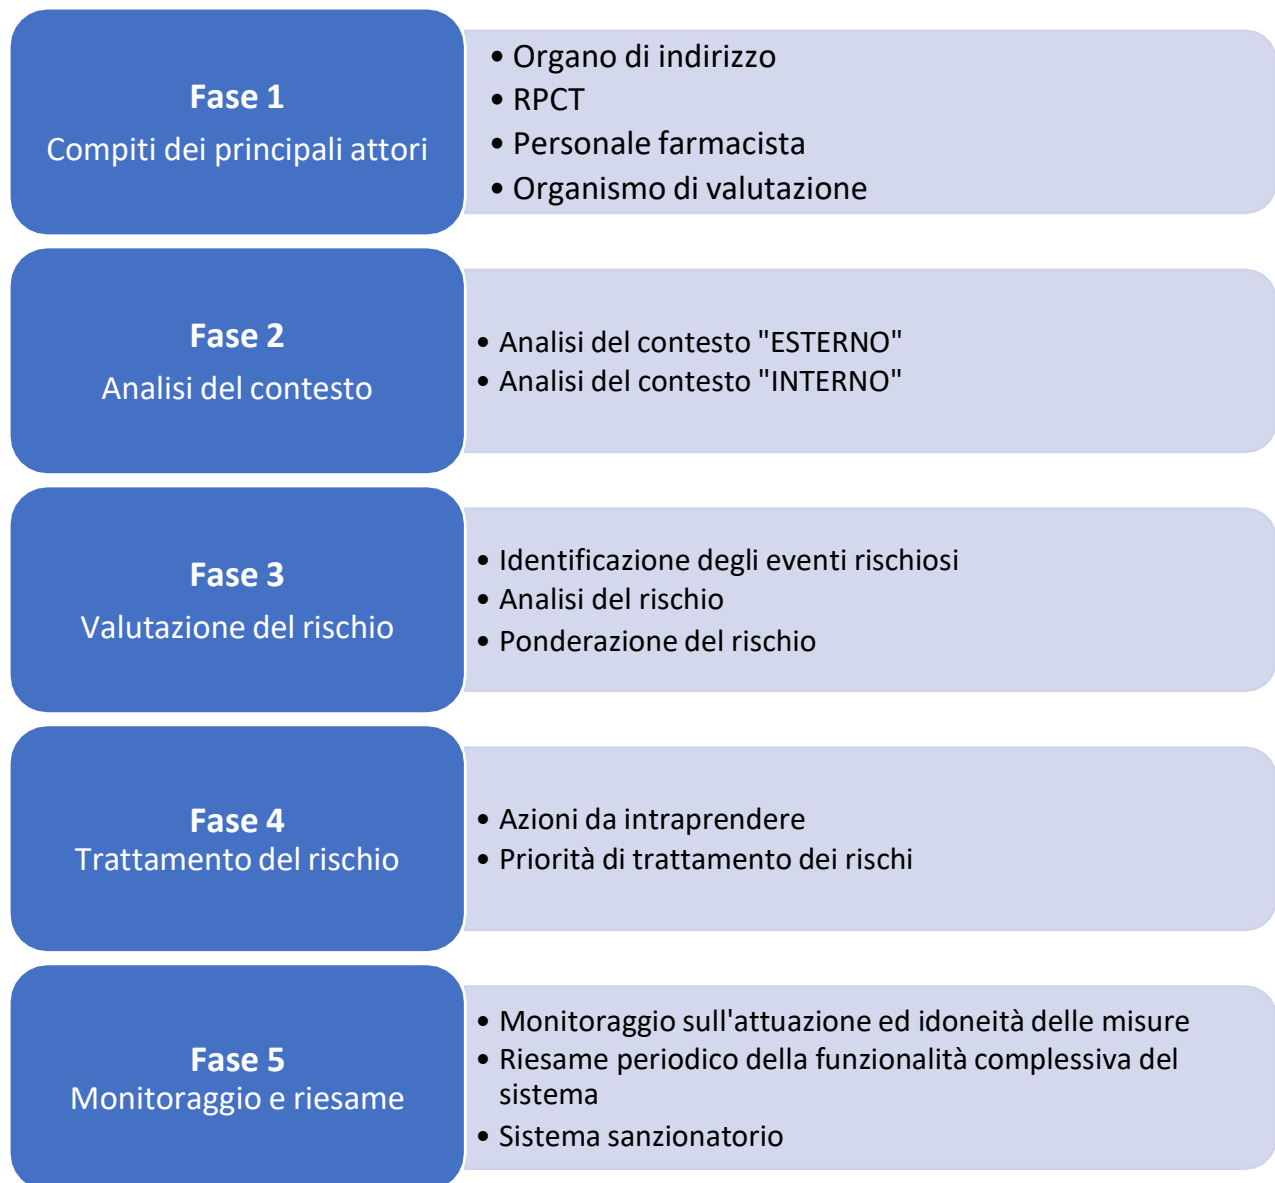 Fase 1
Compiti dei principali attori
• Organo di indirizzo
• RPCT
• Personale farmacista
• Organismo di valutazione
Fase 2
Analisi del contesto
• Analisi del contesto "ESTERNO"
• Analisi del contesto "INTERNO"
Fase 3
Valutazione del rischio
• Identificazione degli eventi rischiosi
• Analisi del rischio
• Ponderazione del rischio
Fase 4
Trattamento del rischio
• Azioni da intraprendere
• Priorità di trattamento dei rischi
Fase 5
Monitoraggio e riesame
• Monitoraggio sull'attuazione ed idoneità delle misure
• Riesame periodico della funzionalità complessiva del
sistema
• Sistema sanzionatorio